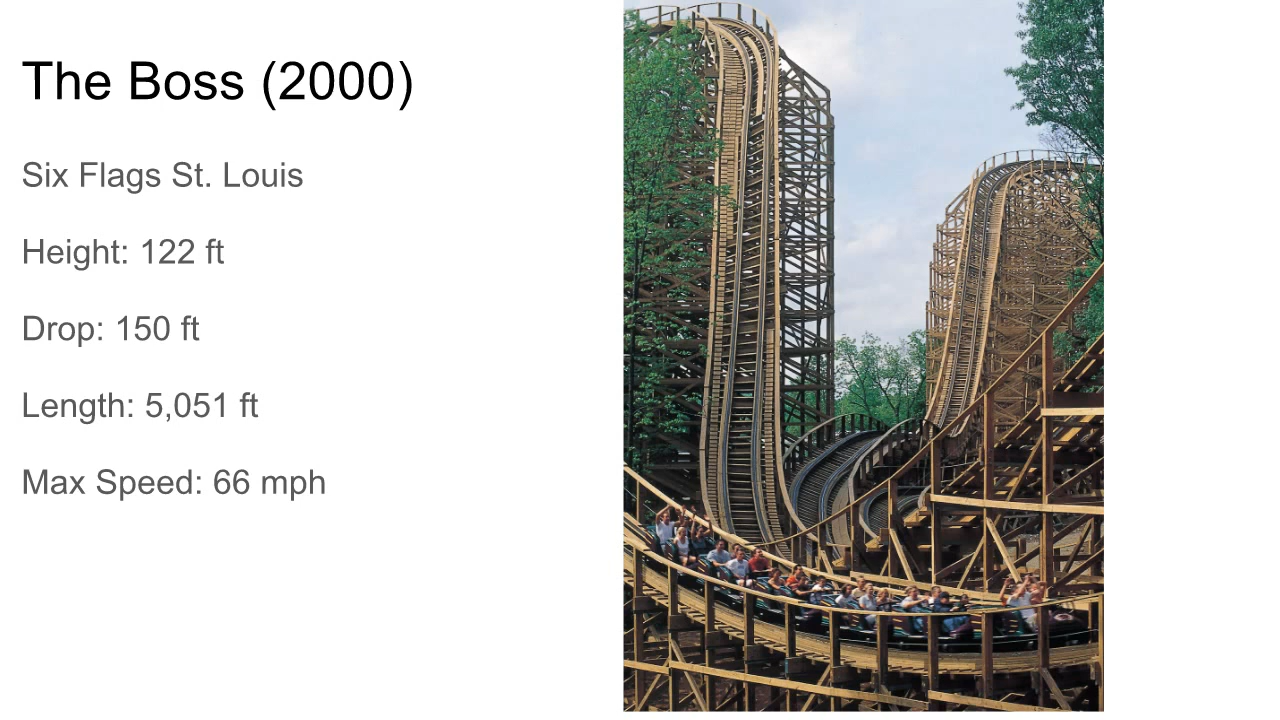 The Boss (2000)
Six Flags St. Louis
Height: 122 ft
Drop: 150 ft
Length: 5,051 ft
Max Speed: 66 mph